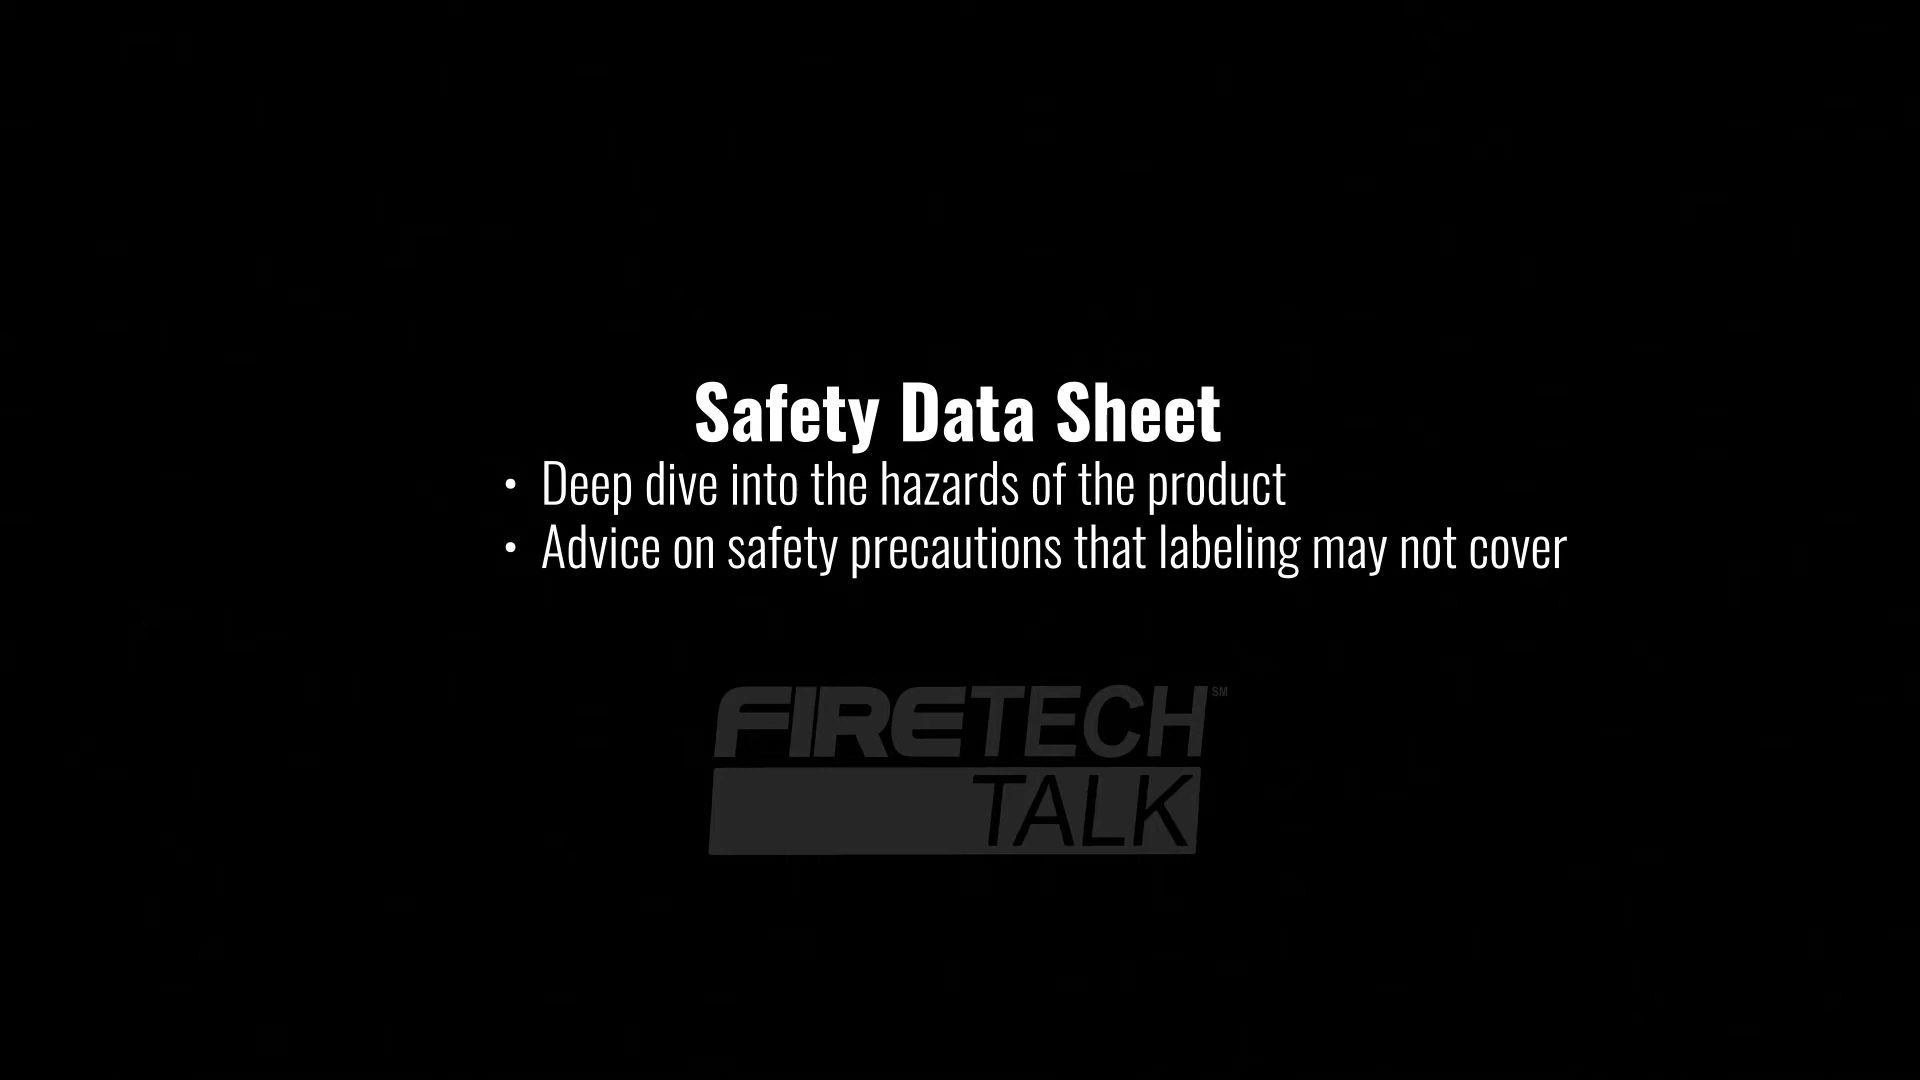 Safety Data Sheet
• Deep dive into the hazards of the product
• Advice on safety precautions that labeling may not cover
FIRETECH SM
TALK